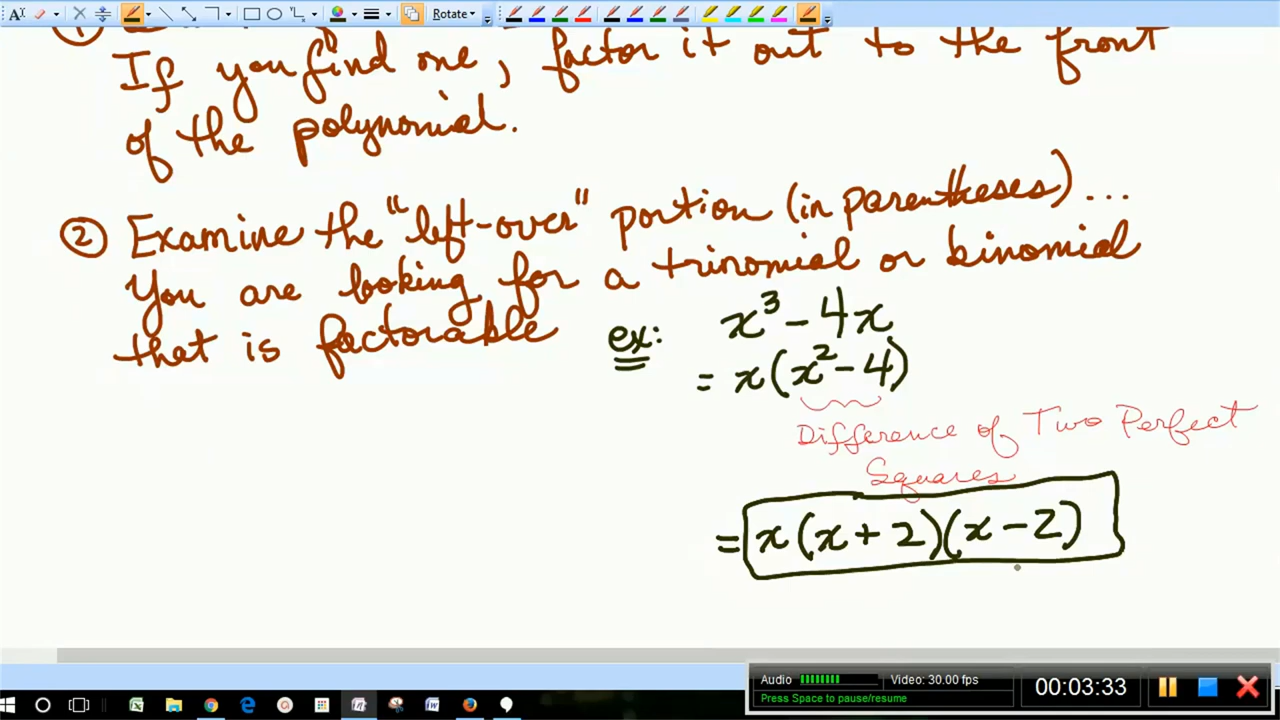 Rotate
①
If you find one, factor it out to the front
of the polynomial.
② Examine the "left-over" portion (in parentheses)...
You are looking for a trinomial or binomial
that is factorable
ex: x³ - 4x
= x(x² - 4)
Difference of Two Perfect
Squares
= x(x + 2)(x - 2)
Audio
Video: 30.00 fps
Press Space to pause/resume
00:03:33